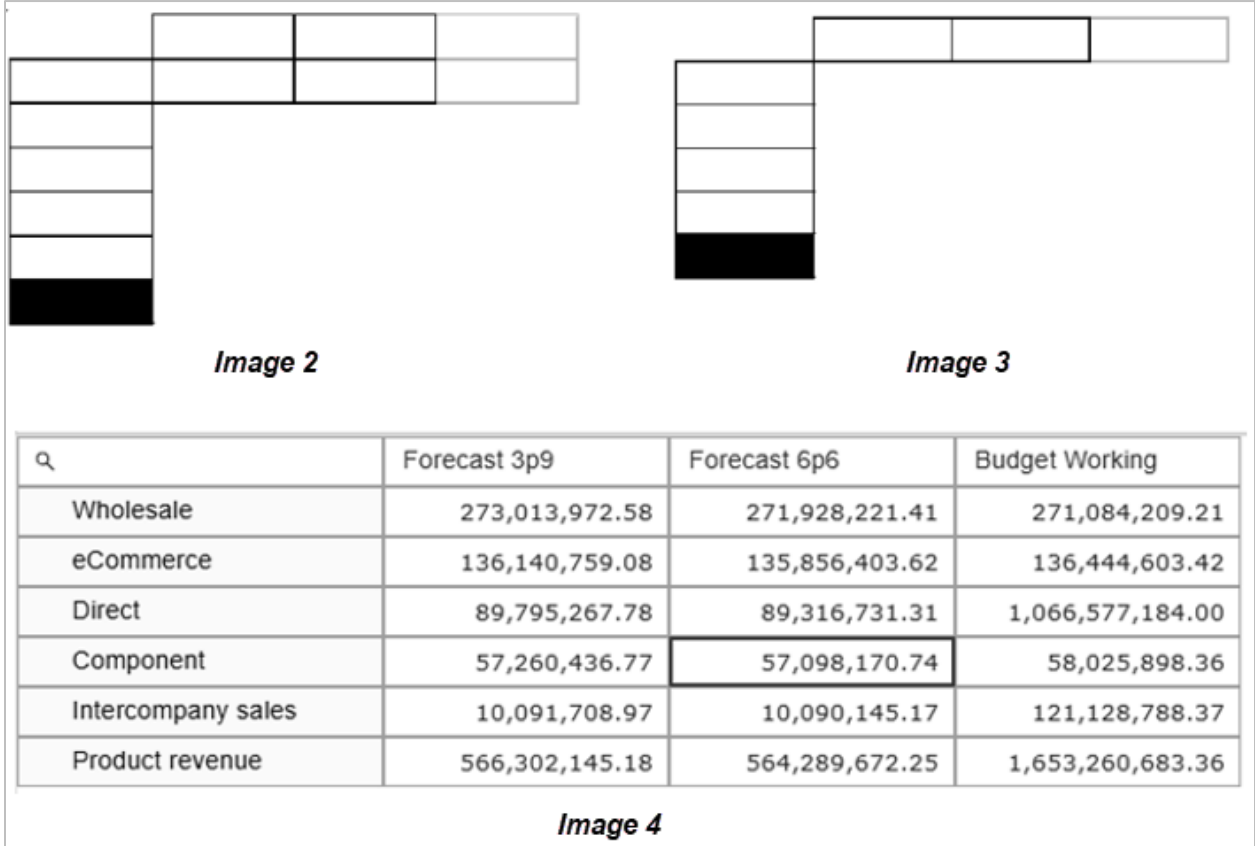 Image 2
Image 3
Forecast 3p9 Forecast 6p6 Budget Working
Wholesale 273,013,972.58 271,928,221.41 271,084,209.21
eCommerce 136,140,759.08 135,856,403.62 136,444,603.42
Direct 89,795,267.78 89,316,731.31 1,066,577,184.00
Component 57,260,436.77 57,098,170.74 58,025,898.36
Intercompany sales 10,091,708.97 10,090,145.17 121,128,788.37
Product revenue 566,302,145.18 564,289,672.25 1,653,260,683.36
Image 4